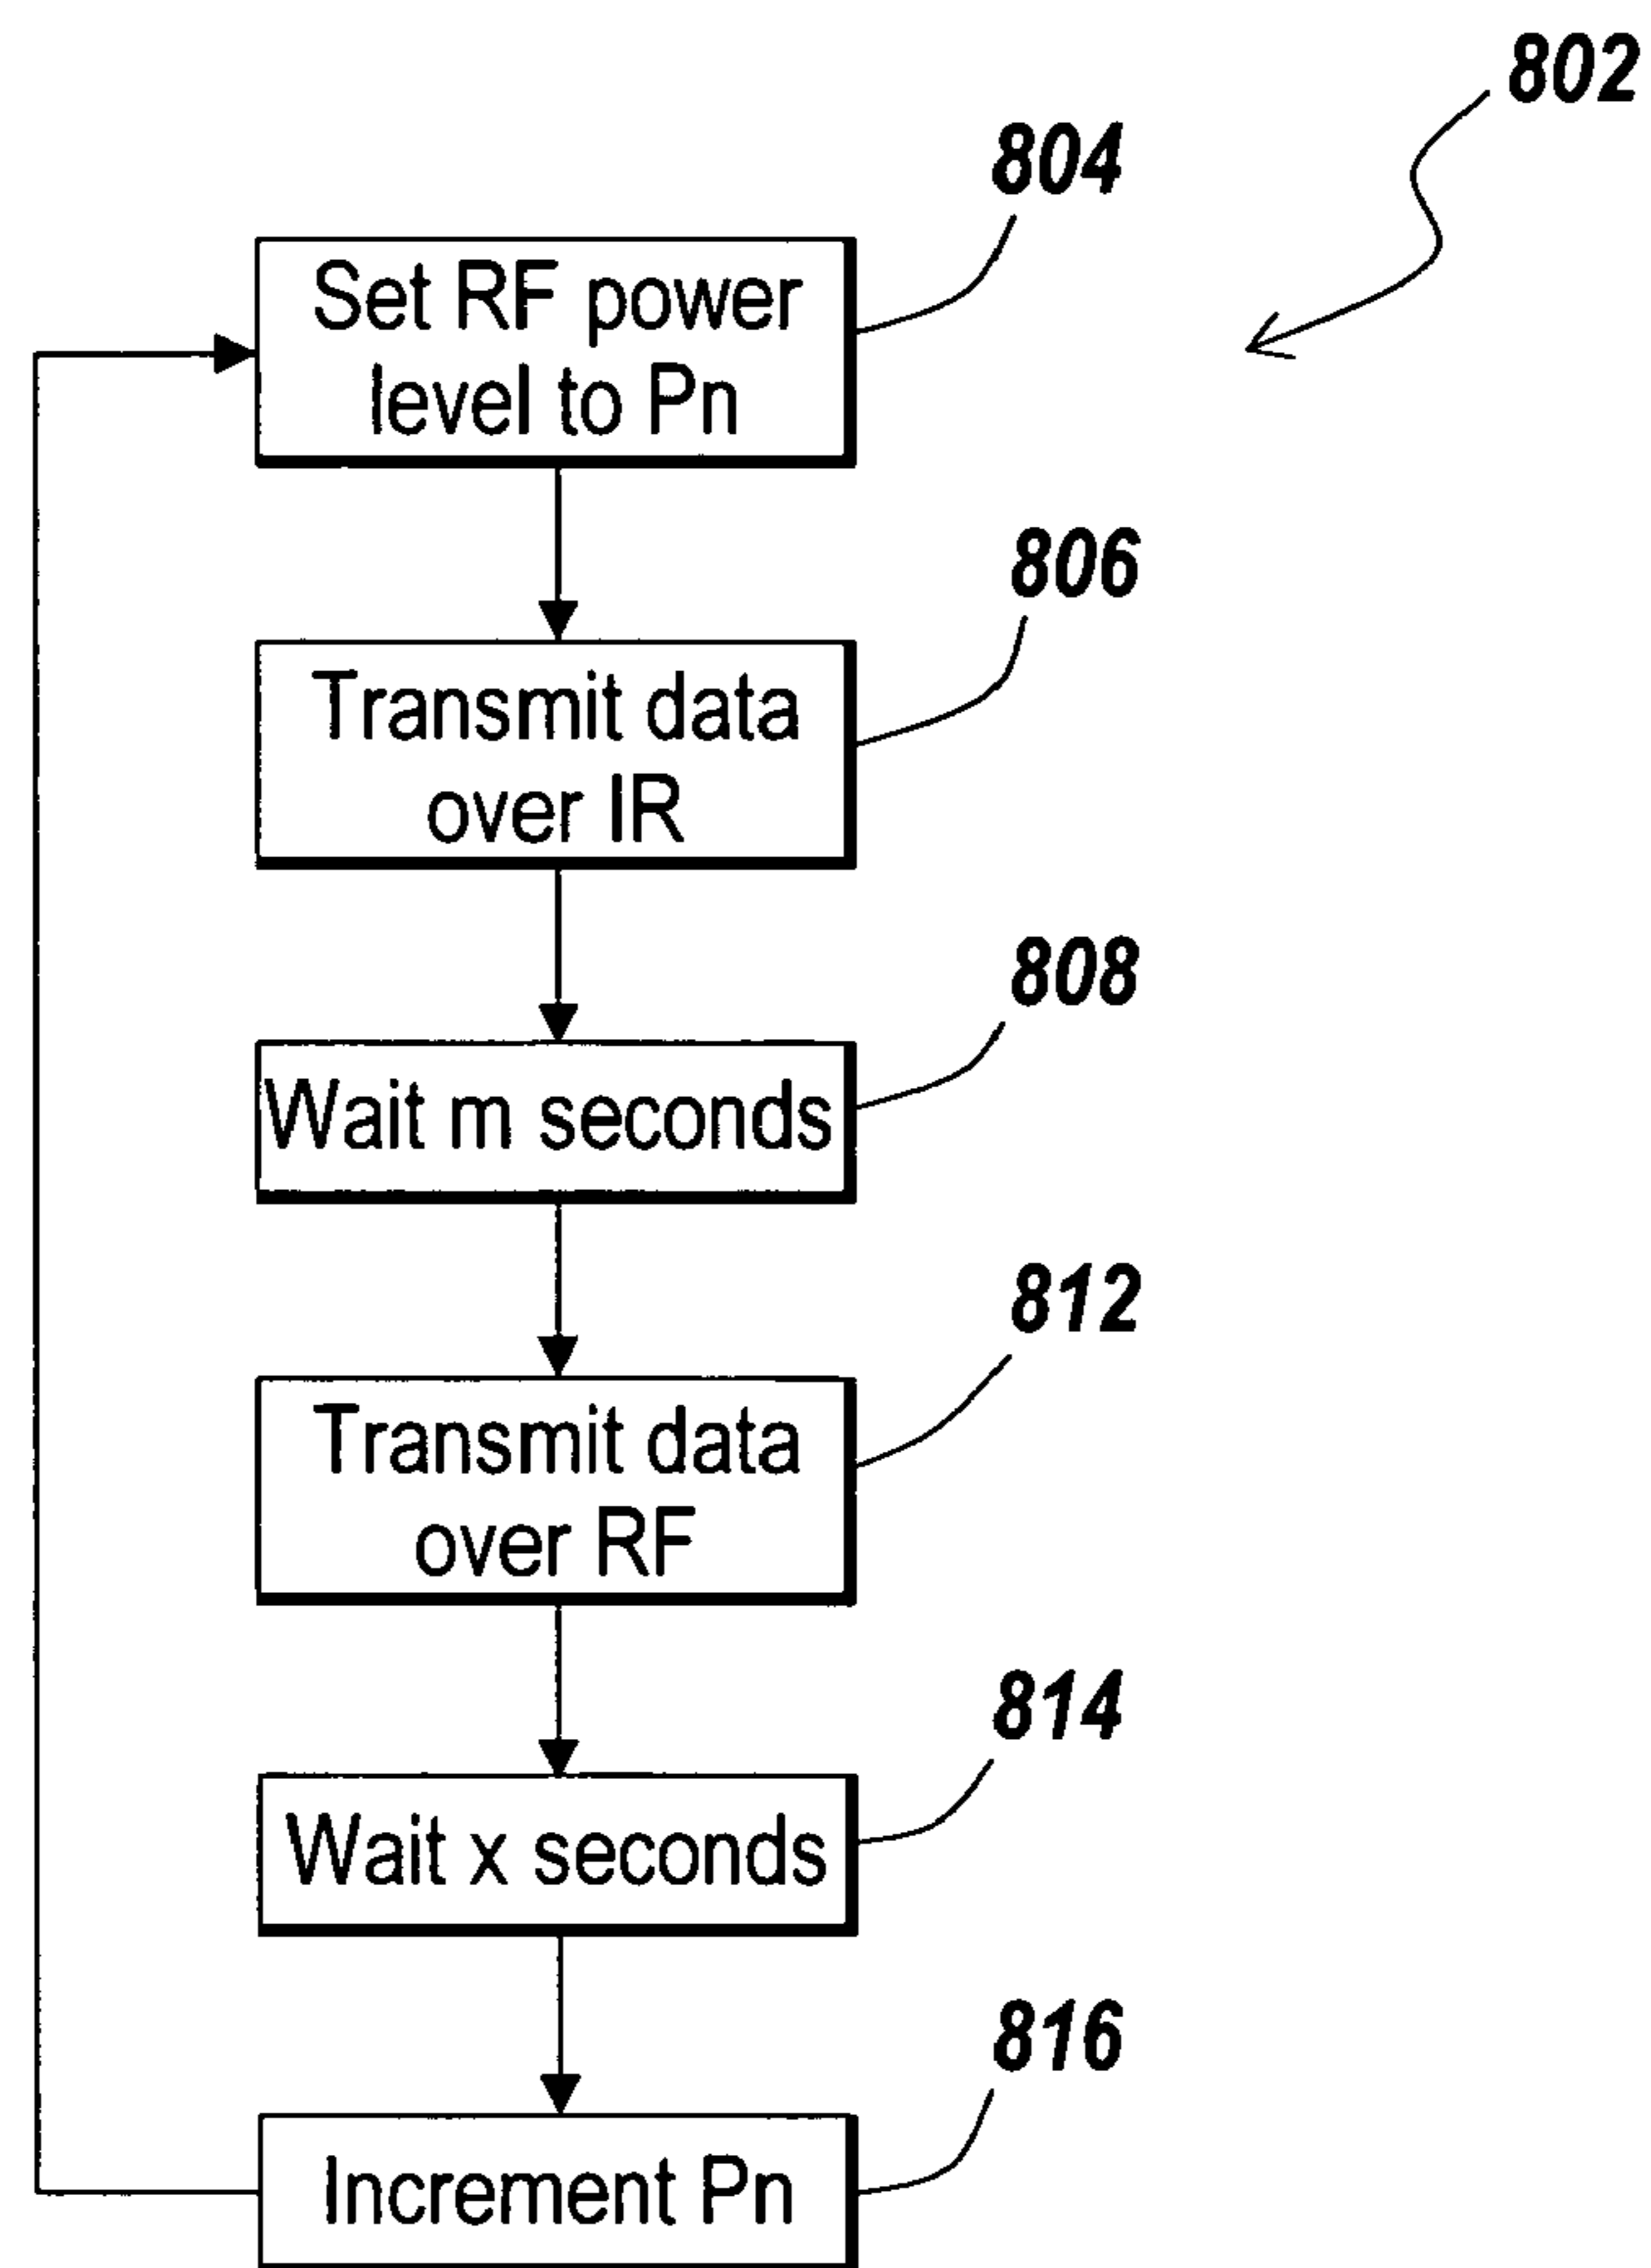 802
804
Set RF power
level to Pn
806
Transmit data
over IR
808
Wait m seconds
812
Transmit data
over RF
814
Wait x seconds
816
Increment Pn